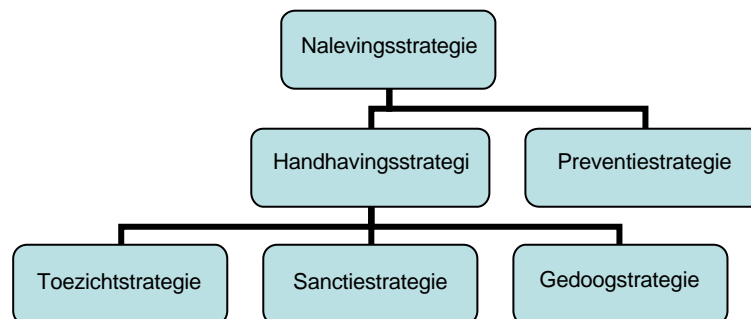 Nalevingsstrategie
Handhavingsstrategi
Preventiestrategie
Toezichtstrategie
Sanctiestrategie
Gedoogstrategie